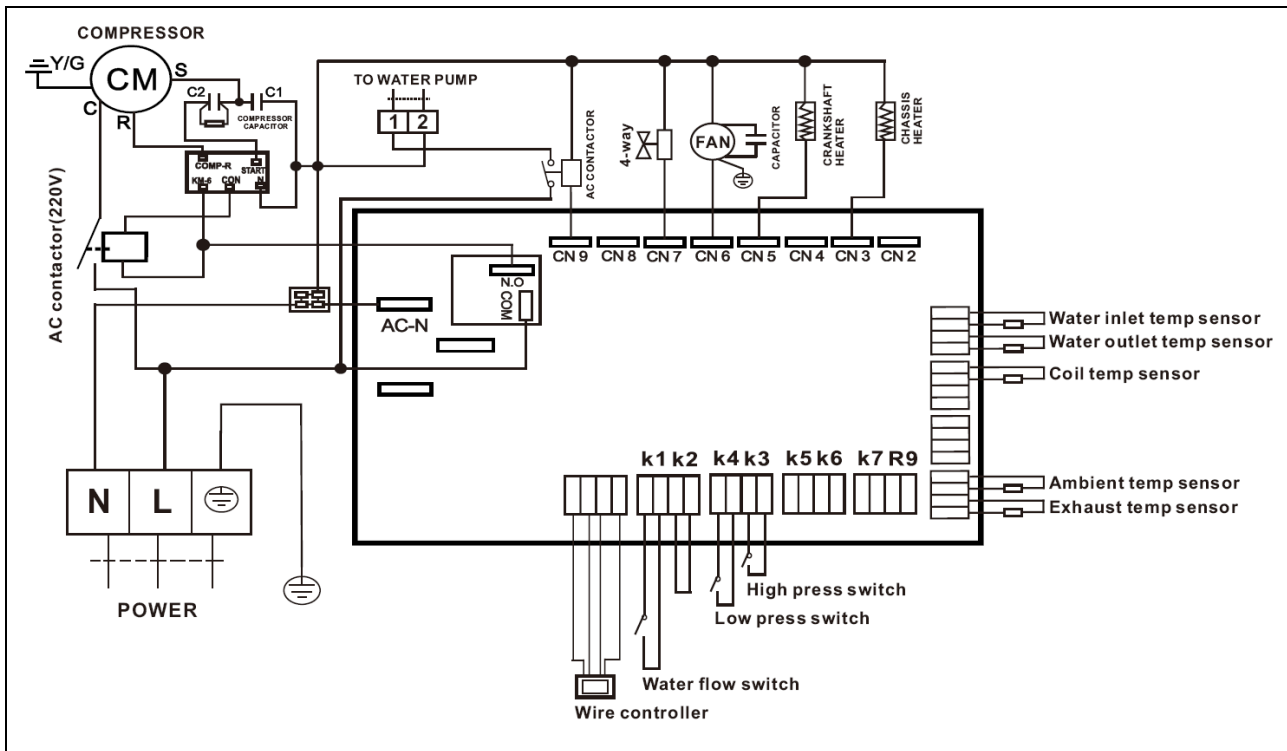 COMPRESSOR
Y/G
CM
S
C
R
C2
C1
COMPRESSOR
CAPACITOR
COMP-R
START
KM-6
CON
N
AC contactor(220V)
TO WATER PUMP
1
2
AC CONTACTOR
4-way
FAN
CAPACITOR
CRANKSHAFT
HEATER
CHASSIS
HEATER
CN 9
CN 8
CN 7
CN 6
CN 5
CN 4
CN 3
CN 2
N.O
COM
AC-N
Water inlet temp sensor
Water outlet temp sensor
Coil temp sensor
Ambient temp sensor
Exhaust temp sensor
k1 k2
k4 k3
k5 k6
k7 R9
N
L
POWER
High press switch
Low press switch
Water flow switch
Wire controller